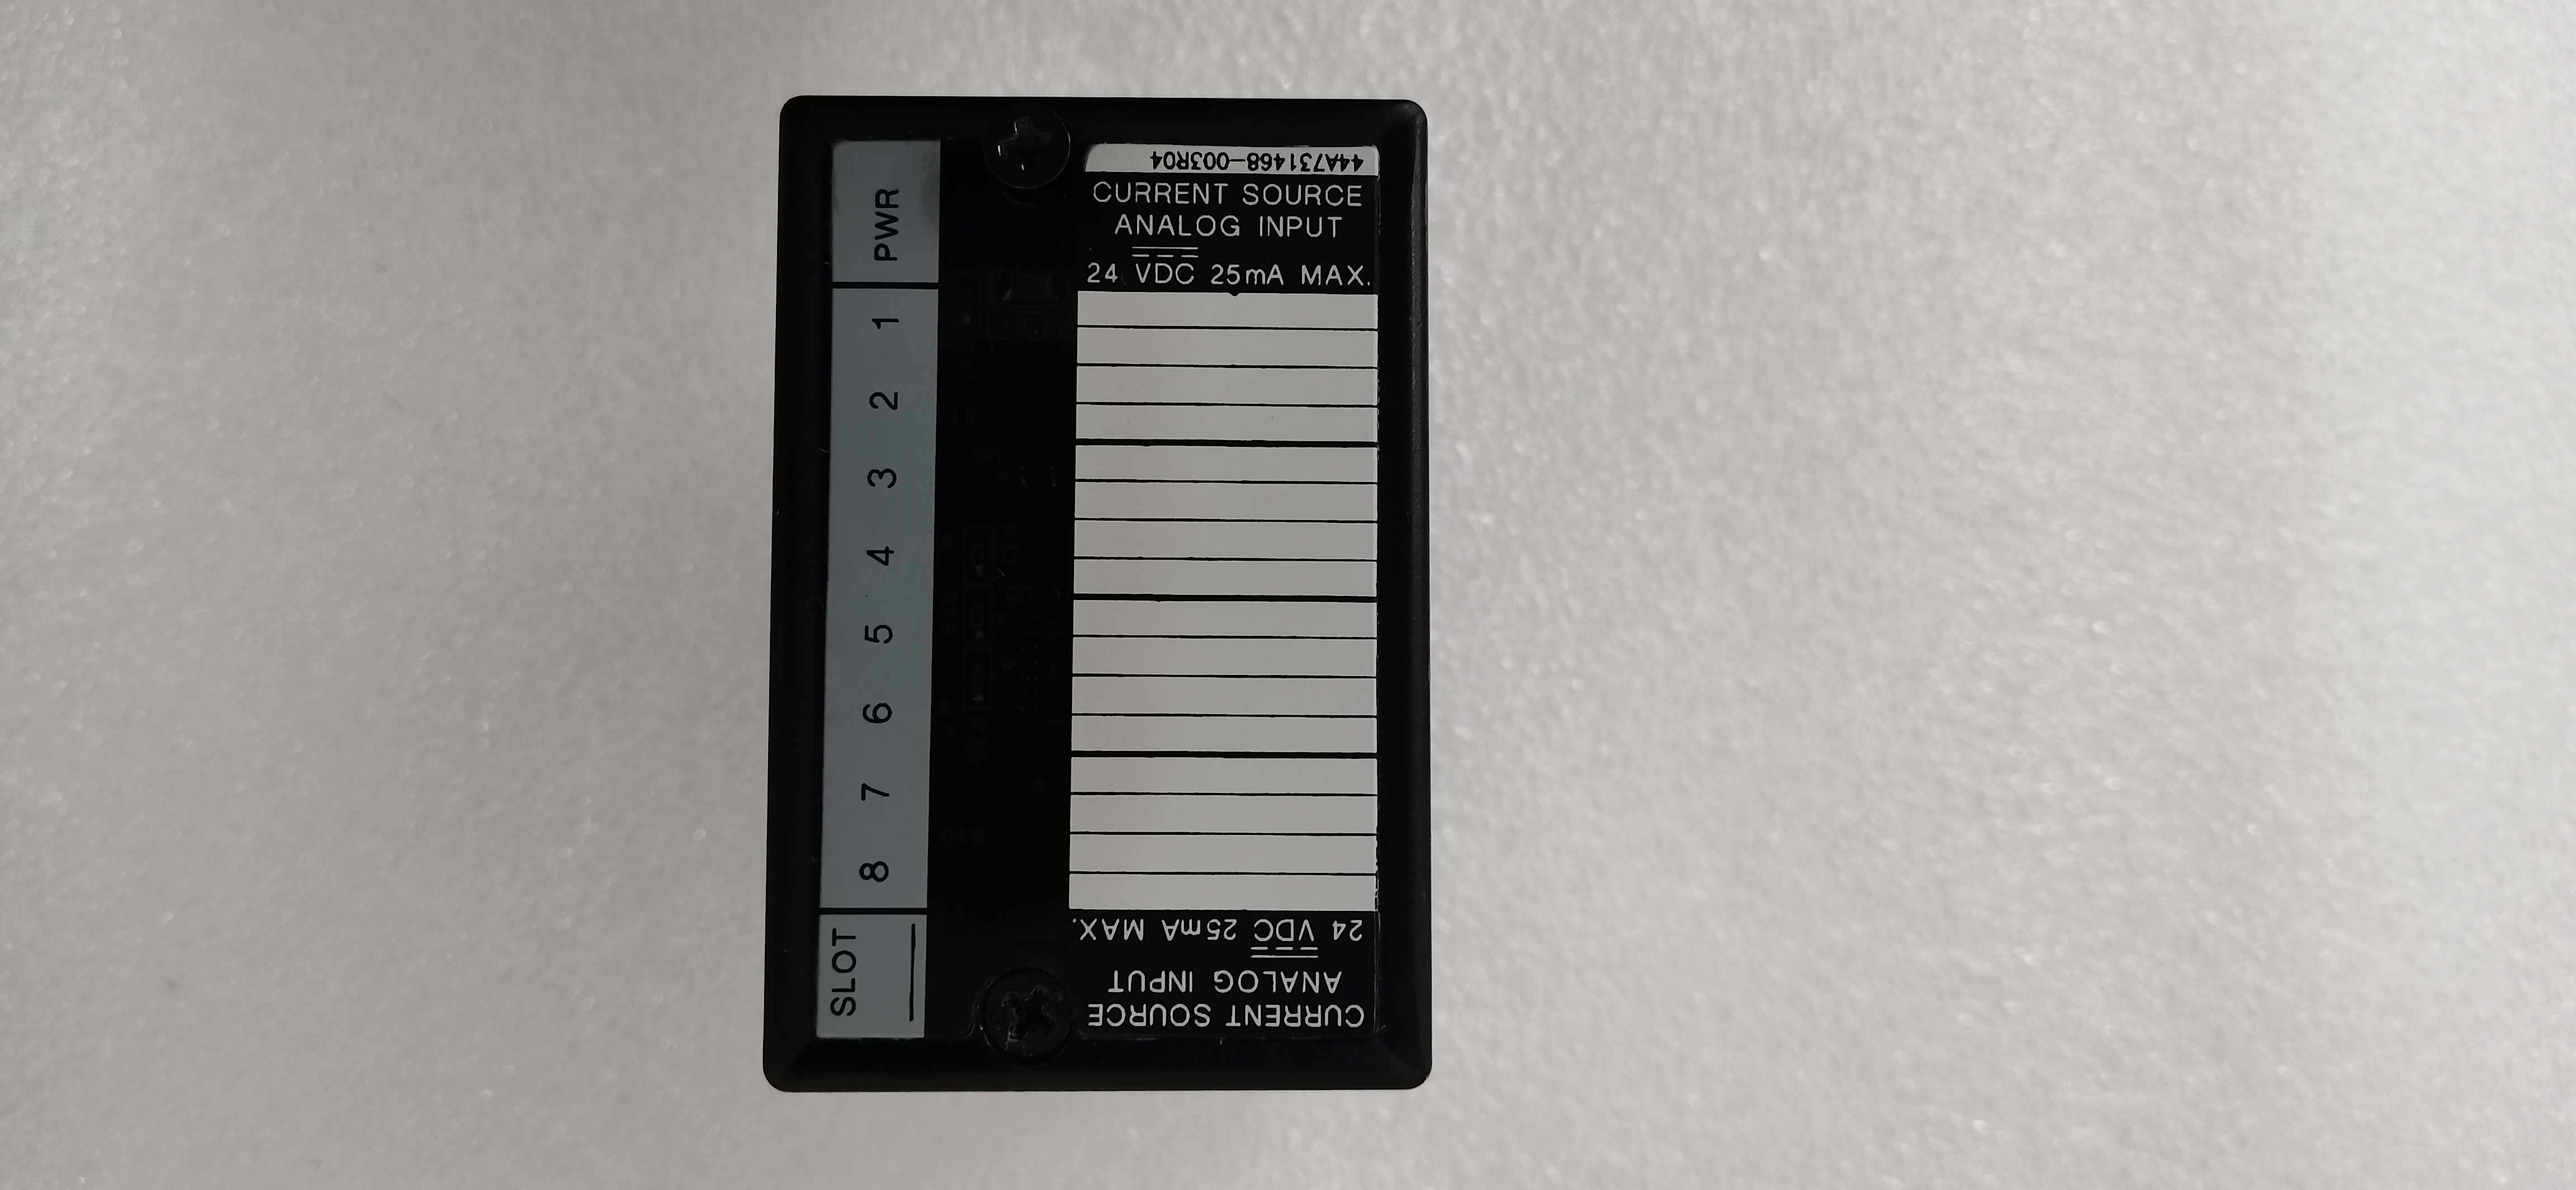 44A731468-003R04
CURRENT SOURCE
ANALOG INPUT
24 VDC 25mA MAX.
PWR
1
2
3
4
5
6
7
8
SLOT
24 VDC 25mA MAX.
ANALOG INPUT
CURRENT SOURCE